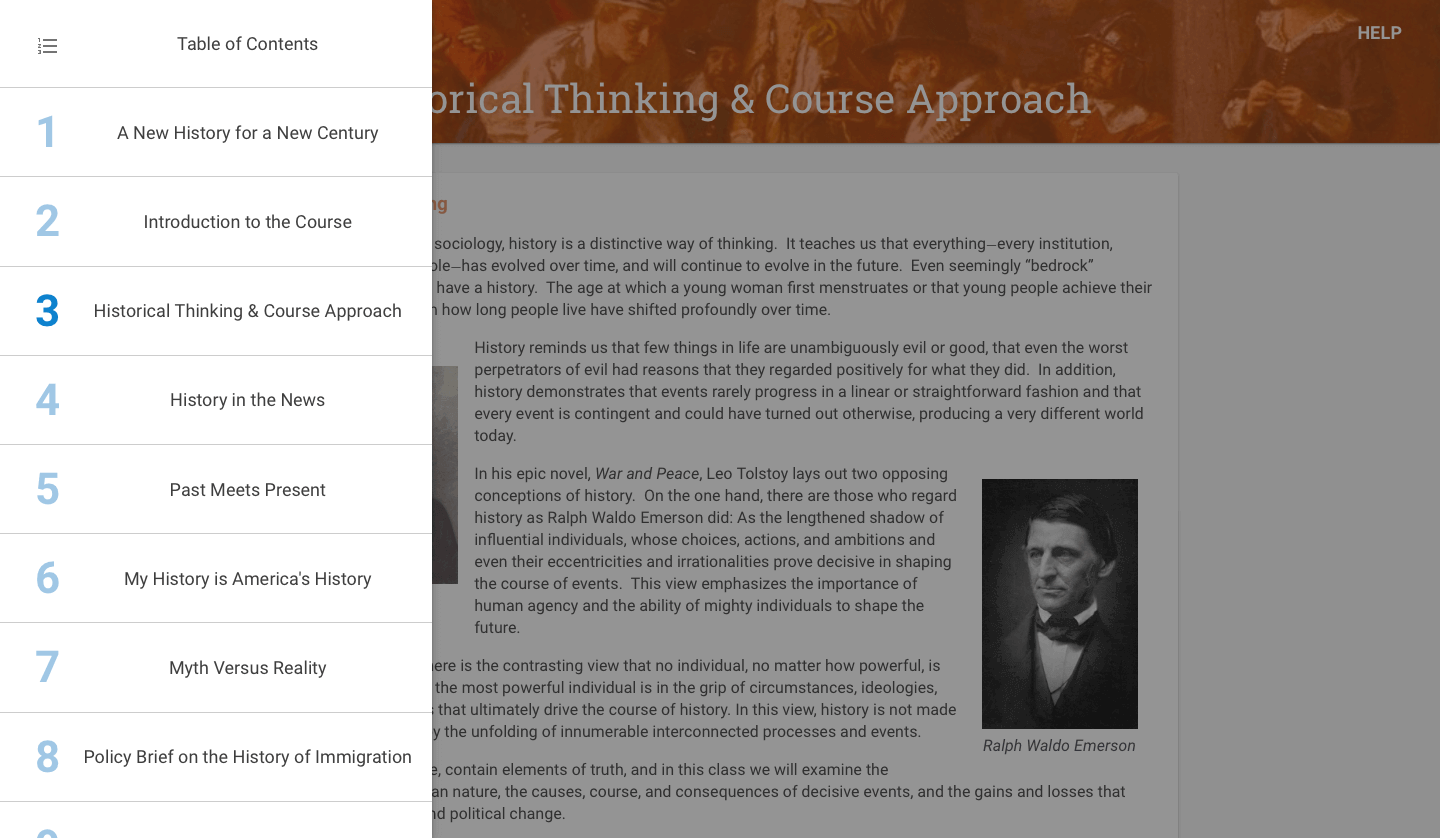 Table of Contents
1 A New History for a New Century
2 Introduction to the Course
3 Historical Thinking & Course Approach
4 History in the News
5 Past Meets Present
6 My History is America's History
7 Myth Versus Reality
8 Policy Brief on the History of Immigration
HELP
orical Thinking & Course Approach
sociology, history is a distinctive way of thinking. It teaches us that everything—every institution,
ple—has evolved over time, and will continue to evolve in the future. Even seemingly “bedrock”
have a history. The age at which a young woman first menstruates or that young people achieve their
how long people live have shifted profoundly over time.
History reminds us that few things in life are unambiguously evil or good, that even the worst
perpetrators of evil had reasons that they regarded positively for what they did. In addition,
history demonstrates that events rarely progress in a linear or straightforward fashion and that
every event is contingent and could have turned out otherwise, producing a very different world
today.
In his epic novel, War and Peace, Leo Tolstoy lays out two opposing
conceptions of history. On the one hand, there are those who regard
history as Ralph Waldo Emerson did: As the lengthened shadow of
influential individuals, whose choices, actions, and ambitions and
even their eccentricities and irrationalities prove decisive in shaping
the course of events. This view emphasizes the importance of
human agency and the ability of mighty individuals to shape the
future.
ere is the contrasting view that no individual, no matter how powerful, is
the most powerful individual is in the grip of circumstances, ideologies,
that ultimately drive the course of history. In this view, history is not made
y the unfolding of innumerable interconnected processes and events.
Ralph Waldo Emerson
e, contain elements of truth, and in this class we will examine the
an nature, the causes, course, and consequences of decisive events, and the gains and losses that
nd political change.